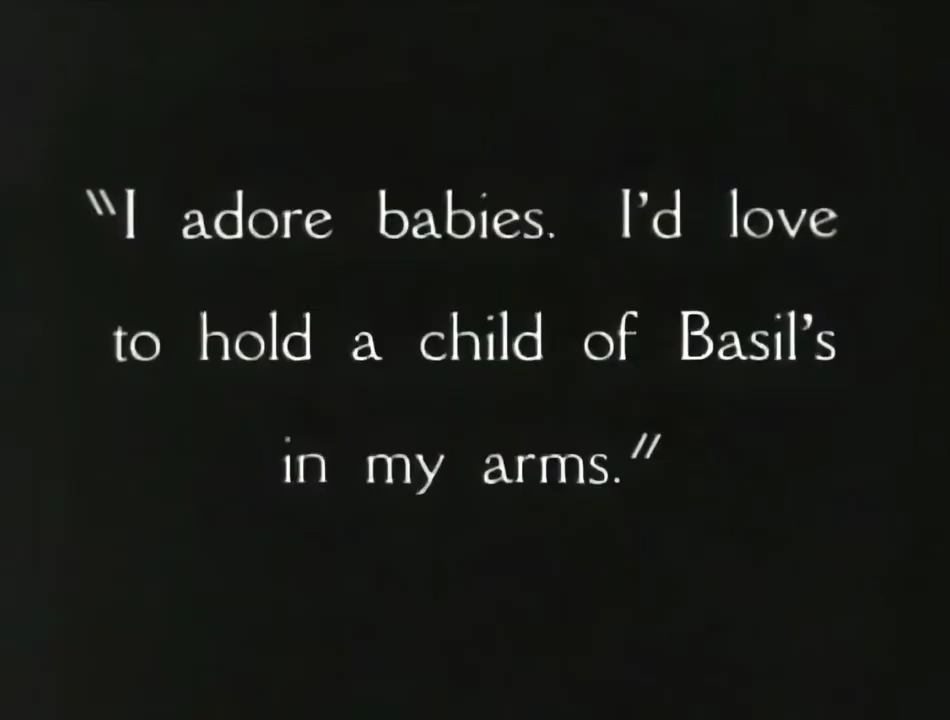 "I adore babies. I'd love
to hold a child of Basil's
in my arms."